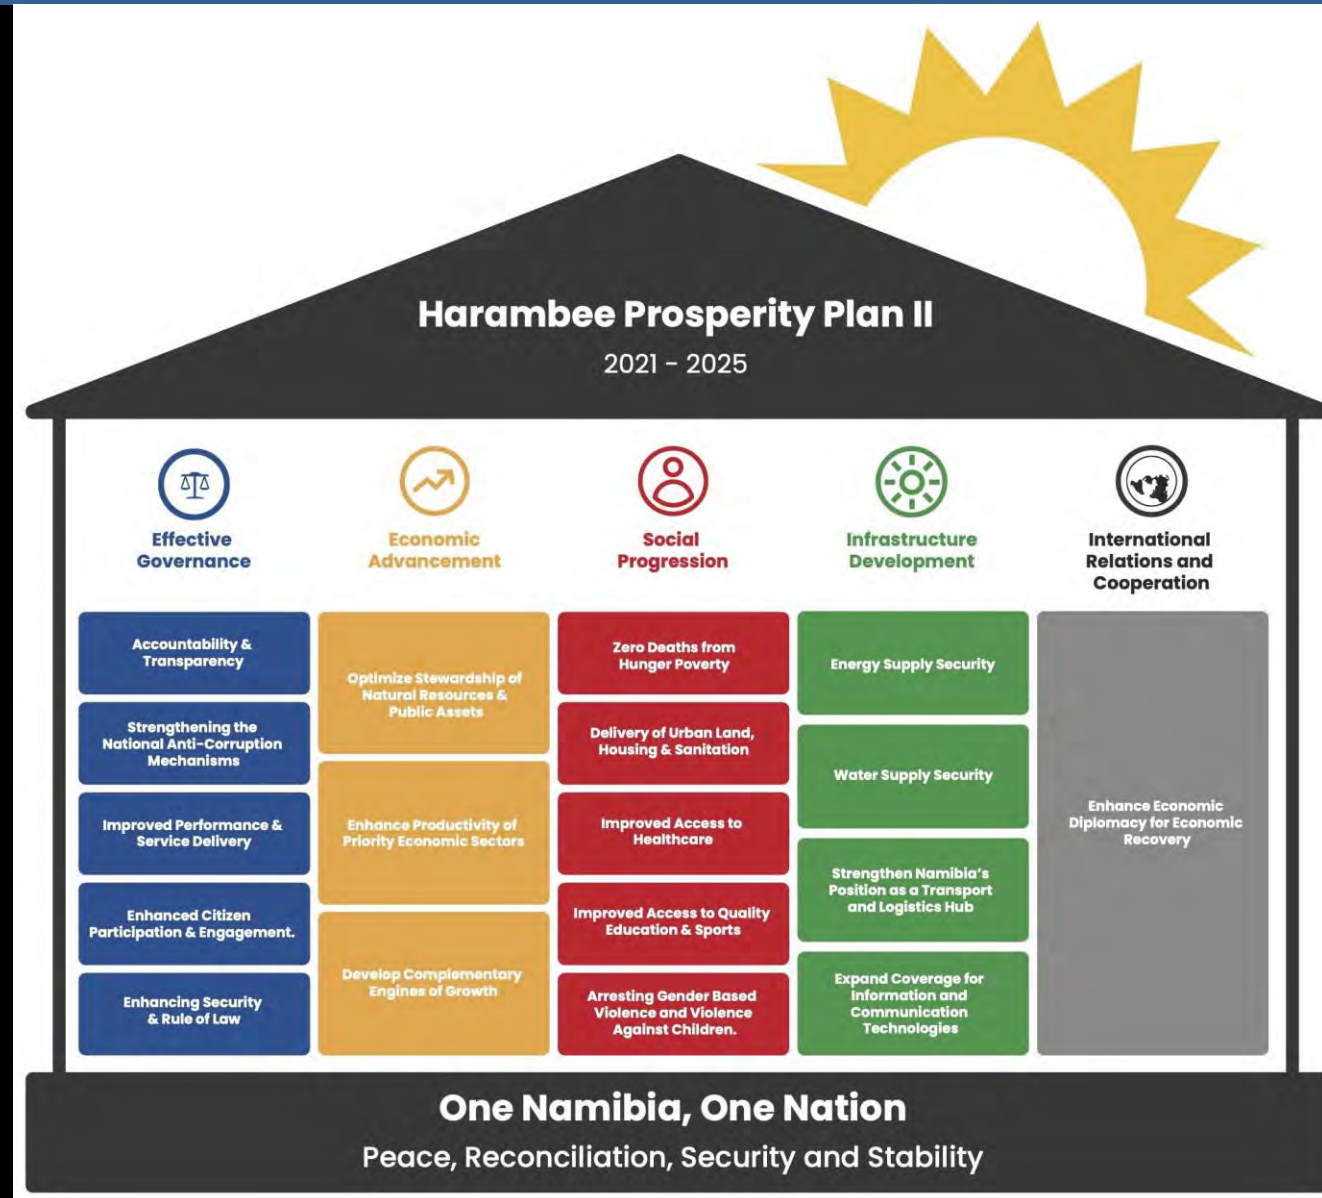 Harambee Prosperity Plan II
2021 - 2025
Effective
Governance
Accountability &
Transparency
Strengthening the
National Anti-Corruption
Mechanisms
Improved Performance &
Service Delivery
Enhanced Citizen
Participation & Engagement.
Enhancing Security
& Rule of Law
Economic
Advancement
Optimize Stewardship of
Natural Resources &
Public Assets
Enhance Productivity of
Priority Economic Sectors
Develop Complementary
Engines of Growth
Social
Progression
Zero Deaths from
Hunger Poverty
Delivery of Urban Land,
Housing & Sanitation
Improved Access to
Healthcare
Improved Access to Quality
Education & Sports
Arresting Gender Based
Violence and Violence
Against Children.
Infrastructure
Development
Energy Supply Security
Water Supply Security
Strengthen Namibia's
Position as a Transport
and Logistics Hub
Expand Coverage for
Information and
Communication
Technologies
International
Relations and
Cooperation
Enhance Economic
Diplomacy for Economic
Recovery
One Namibia, One Nation
Peace, Reconciliation, Security and Stability